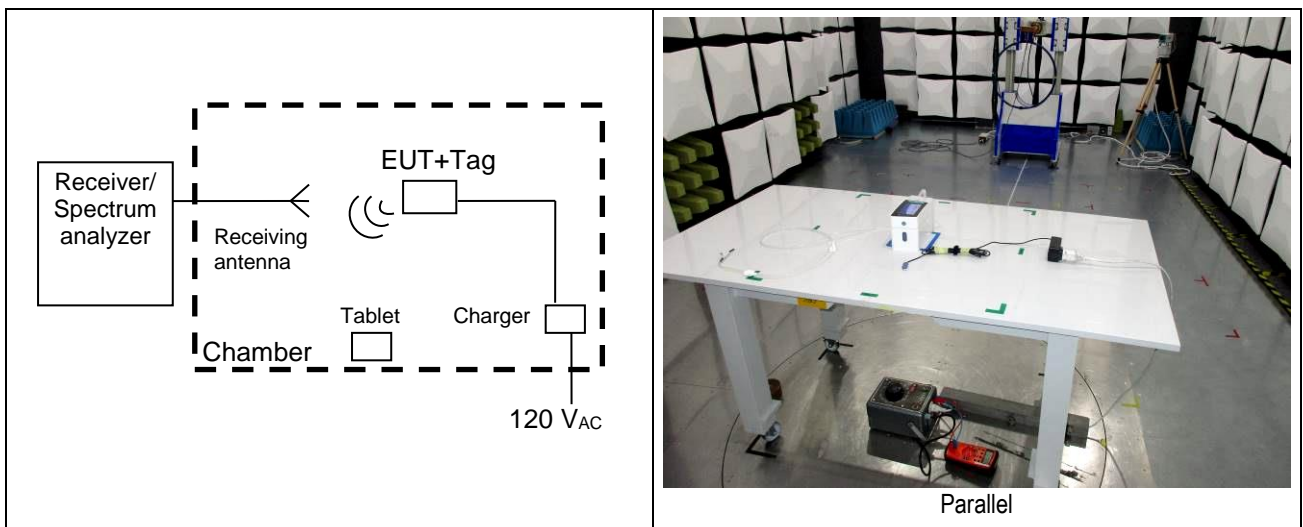 Receiver/
Spectrum
analyzer
Receiving
antenna
EUT+Tag
Tablet
Charger
Chamber
120 VAC
Parallel